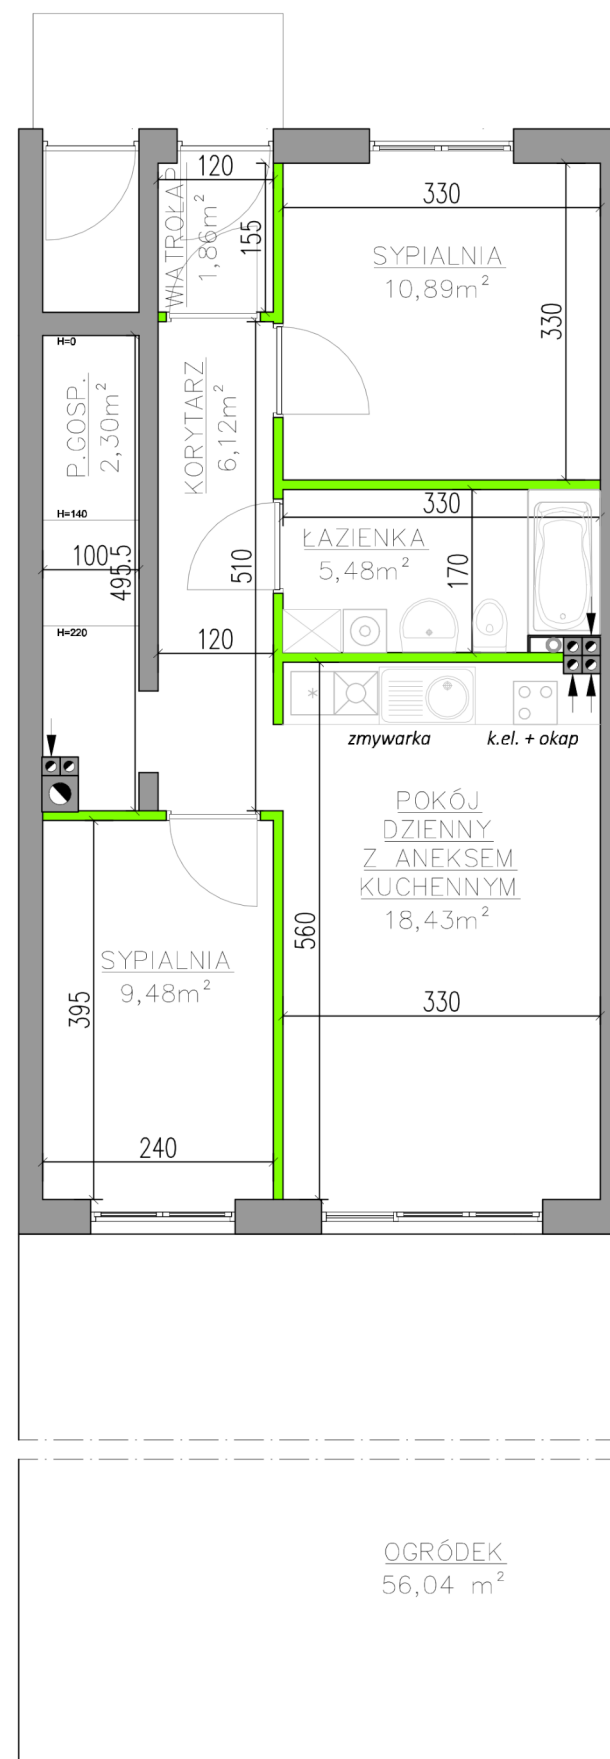 120
WIATROŁAP
1,86m²
155
330
SYPIALNIA
10,89m²
330
H=0
P.GOSP.
2,30m²
H=140
100
495.5
H=220
KORYTARZ
6,12m²
510
120
330
ŁAZIENKA
5,48m²
170
zmywarka
k.el. + okap
POKÓJ
DZIENNY
Z ANEKSEM
KUCHENNYM
18,43m²
560
330
SYPIALNIA
9,48m²
395
240
OGRÓDEK
56,04 m²